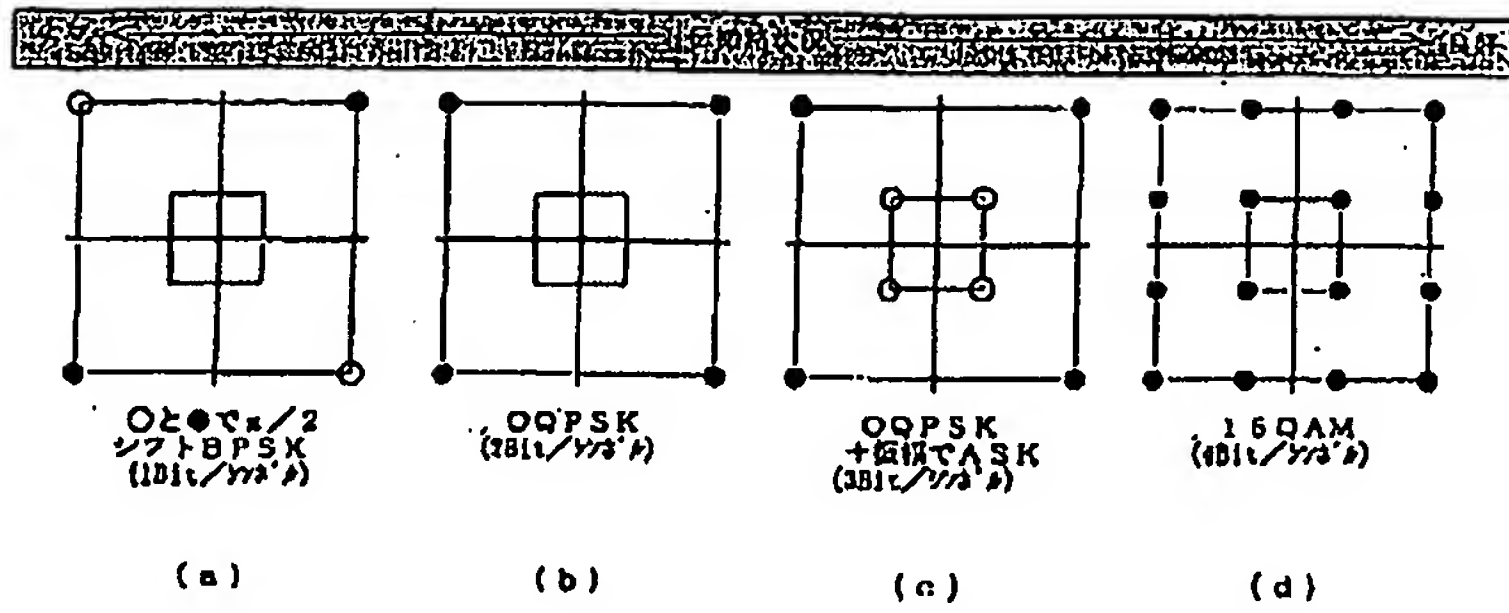 ○と●でπ/2
シフトBPSK
(1Bit/シンボル)
OQPSK
(2Bit/シンボル)
OQPSK
+振幅でASK
(3Bit/シンボル)
16QAM
(4Bit/シンボル)
(a)
(b)
(c)
(d)